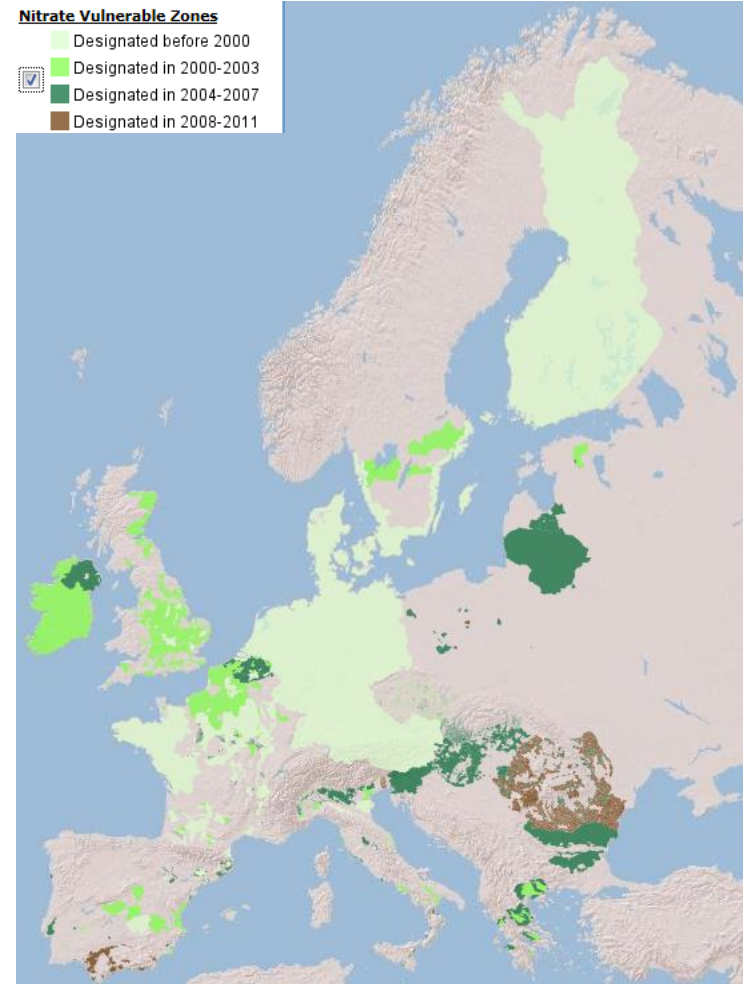 Nitrate Vulnerable Zones
Designated before 2000
Designated in 2000-2003
Designated in 2004-2007
Designated in 2008-2011